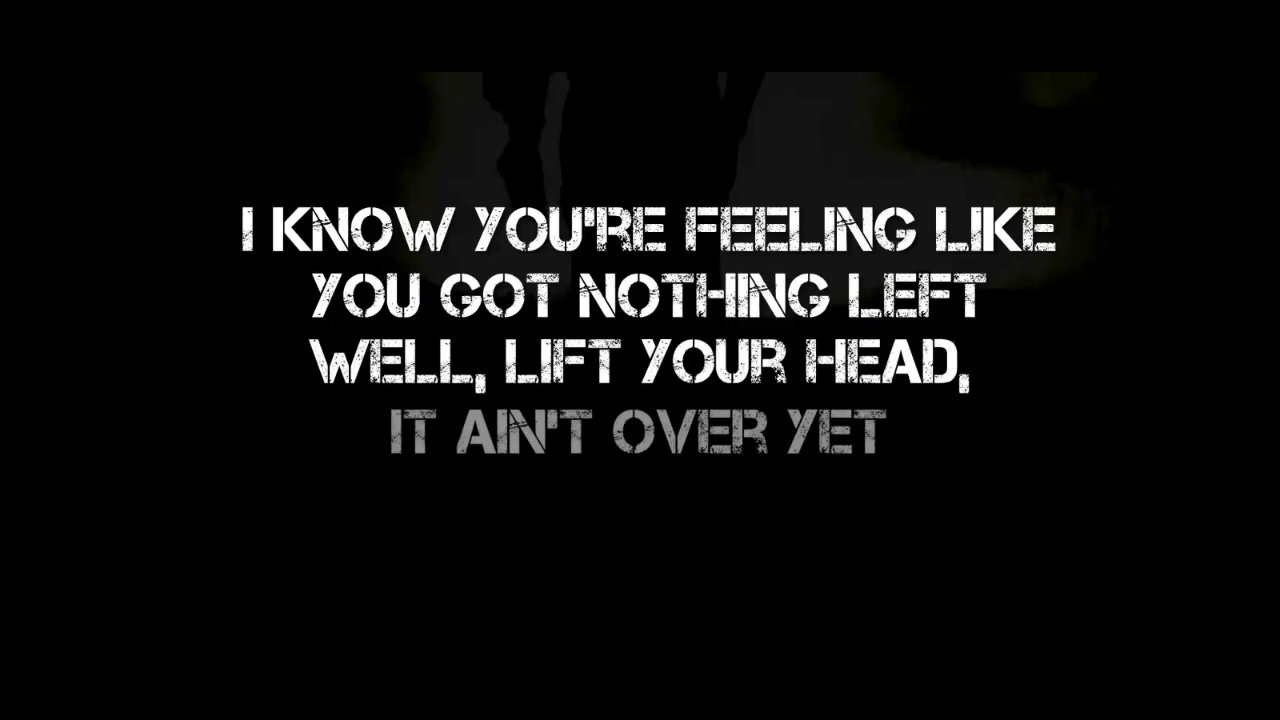 I KNOW YOU'RE FEELING LIKE
YOU GOT NOTHING LEFT
WELL, LIFT YOUR HEAD,
IT AIN'T OVER YET